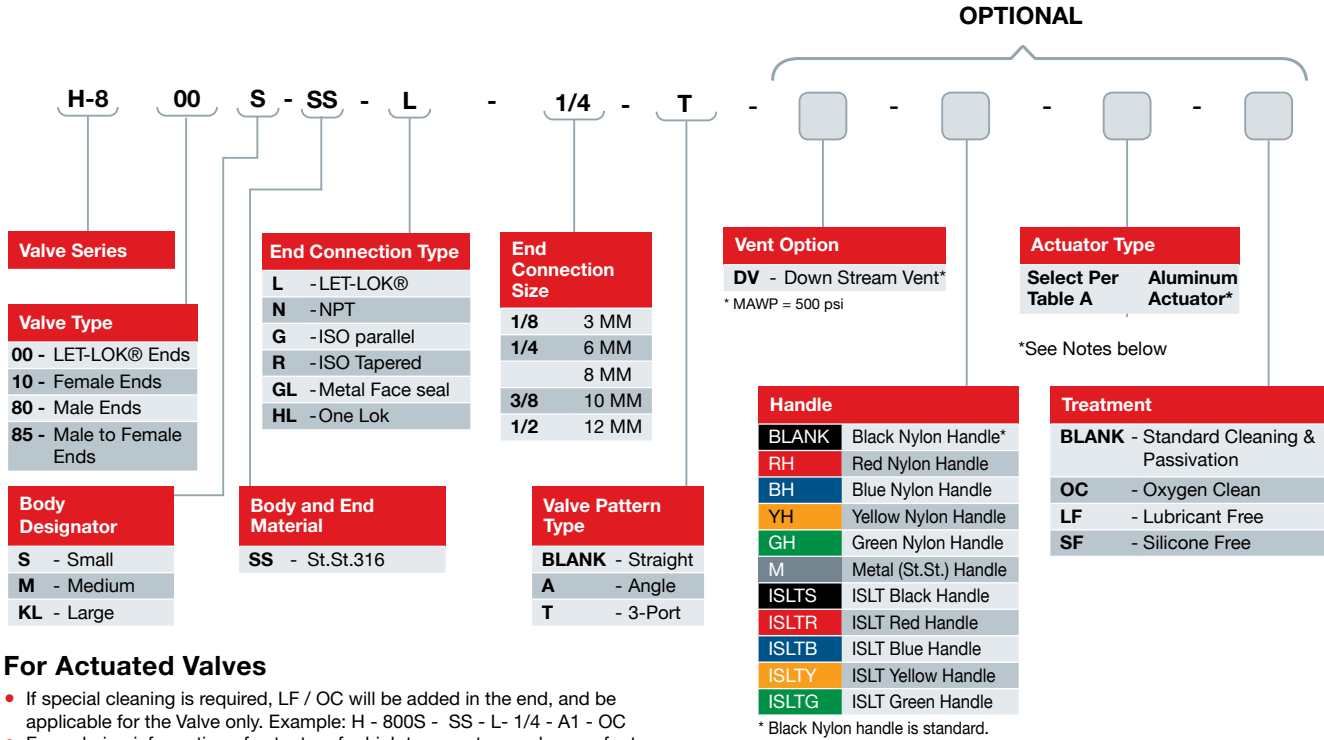 OPTIONAL
H-8 00 S - SS - L - 1/4 - T - - - -
Valve Series
Valve Type
00 - LET-LOK® Ends
10 - Female Ends
80 - Male Ends
85 - Male to Female
Ends
Body
Designator
S - Small
M - Medium
KL - Large
End Connection Type
L -LET-LOK®
N -NPT
G -ISO parallel
R -ISO Tapered
GL -Metal Face seal
HL -One Lok
Body and End
Material
SS - St.St.316
End
Connection
Size
1/8 3 MM
1/4 6 MM
8 MM
3/8 10 MM
1/2 12 MM
Valve Pattern
Type
BLANK - Straight
A - Angle
T - 3-Port
Vent Option
DV - Down Stream Vent*
* MAWP = 500 psi
Handle
BLANK Black Nylon Handle*
RH Red Nylon Handle
BH Blue Nylon Handle
YH Yellow Nylon Handle
GH Green Nylon Handle
M Metal (St.St.) Handle
ISLTS ISLT Black Handle
ISLTR ISLT Red Handle
ISLTB ISLT Blue Handle
ISLTY ISLT Yellow Handle
ISLTG ISLT Green Handle
* Black Nylon handle is standard.
Actuator Type
Select Per Aluminum
Table A Actuator*
*See Notes below
Treatment
BLANK - Standard Cleaning &
Passivation
OC - Oxygen Clean
LF - Lubricant Free
SF - Silicone Free
For Actuated Valves
• If special cleaning is required, LF / OC will be added in the end, and be
applicable for the Valve only. Example: H - 800S - SS - L- 1/4 - A1 - OC